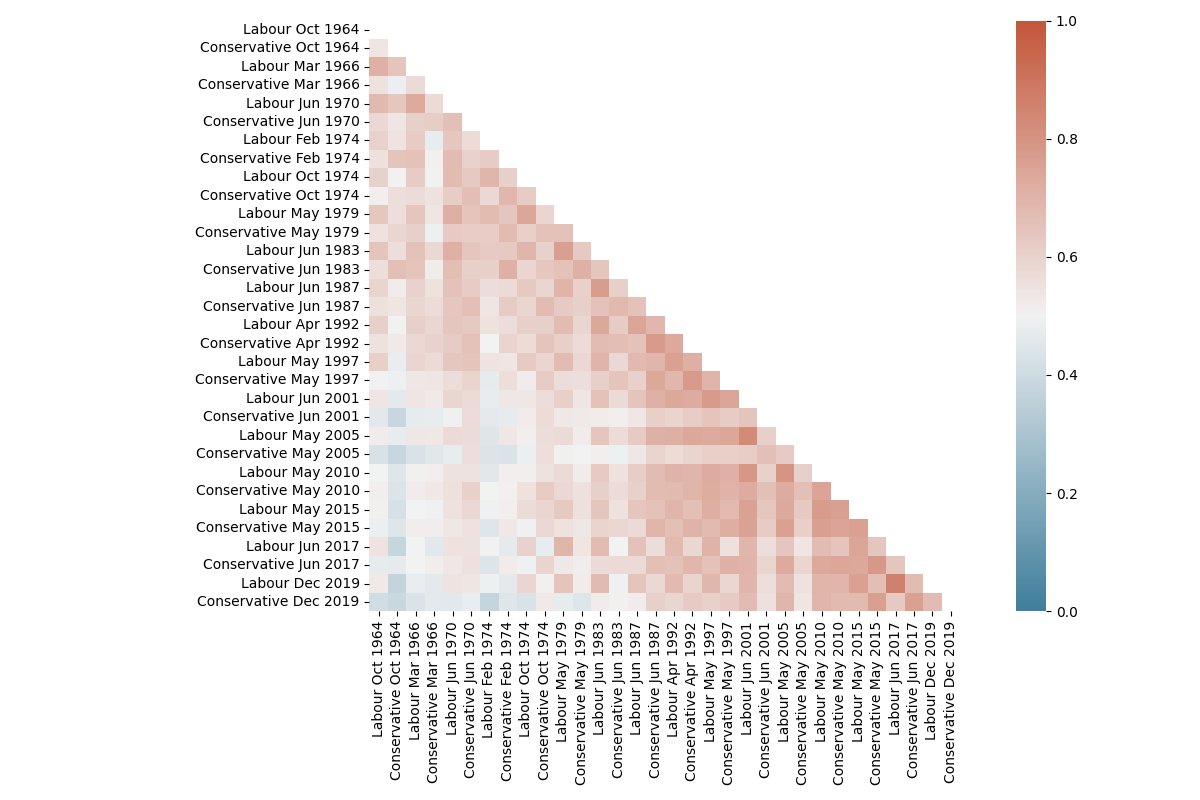 Labour Oct 1964
Conservative Oct 1964
Labour Mar 1966
Conservative Mar 1966
Labour Jun 1970
Conservative Jun 1970
Labour Feb 1974
Conservative Feb 1974
Labour Oct 1974
Conservative Oct 1974
Labour May 1979
Conservative May 1979
Labour Jun 1983
Conservative Jun 1983
Labour Jun 1987
Conservative Jun 1987
Labour Apr 1992
Conservative Apr 1992
Labour May 1997
Conservative May 1997
Labour Jun 2001
Conservative Jun 2001
Labour May 2005
Conservative May 2005
Labour May 2010
Conservative May 2010
Labour May 2015
Conservative May 2015
Labour Jun 2017
Conservative Jun 2017
Labour Dec 2019
Conservative Dec 2019
Labour Oct 1964
Conservative Oct 1964
Labour Mar 1966
Conservative Mar 1966
Labour Jun 1970
Conservative Jun 1970
Labour Feb 1974
Conservative Feb 1974
Labour Oct 1974
Conservative Oct 1974
Labour May 1979
Conservative May 1979
Labour Jun 1983
Conservative Jun 1983
Labour Jun 1987
Conservative Jun 1987
Labour Apr 1992
Conservative Apr 1992
Labour May 1997
Conservative May 1997
Labour Jun 2001
Conservative Jun 2001
Labour May 2005
Conservative May 2005
Labour May 2010
Conservative May 2010
Labour May 2015
Conservative May 2015
Labour Jun 2017
Conservative Jun 2017
Labour Dec 2019
Conservative Dec 2019
1.0
0.8
0.6
0.4
0.2
0.0